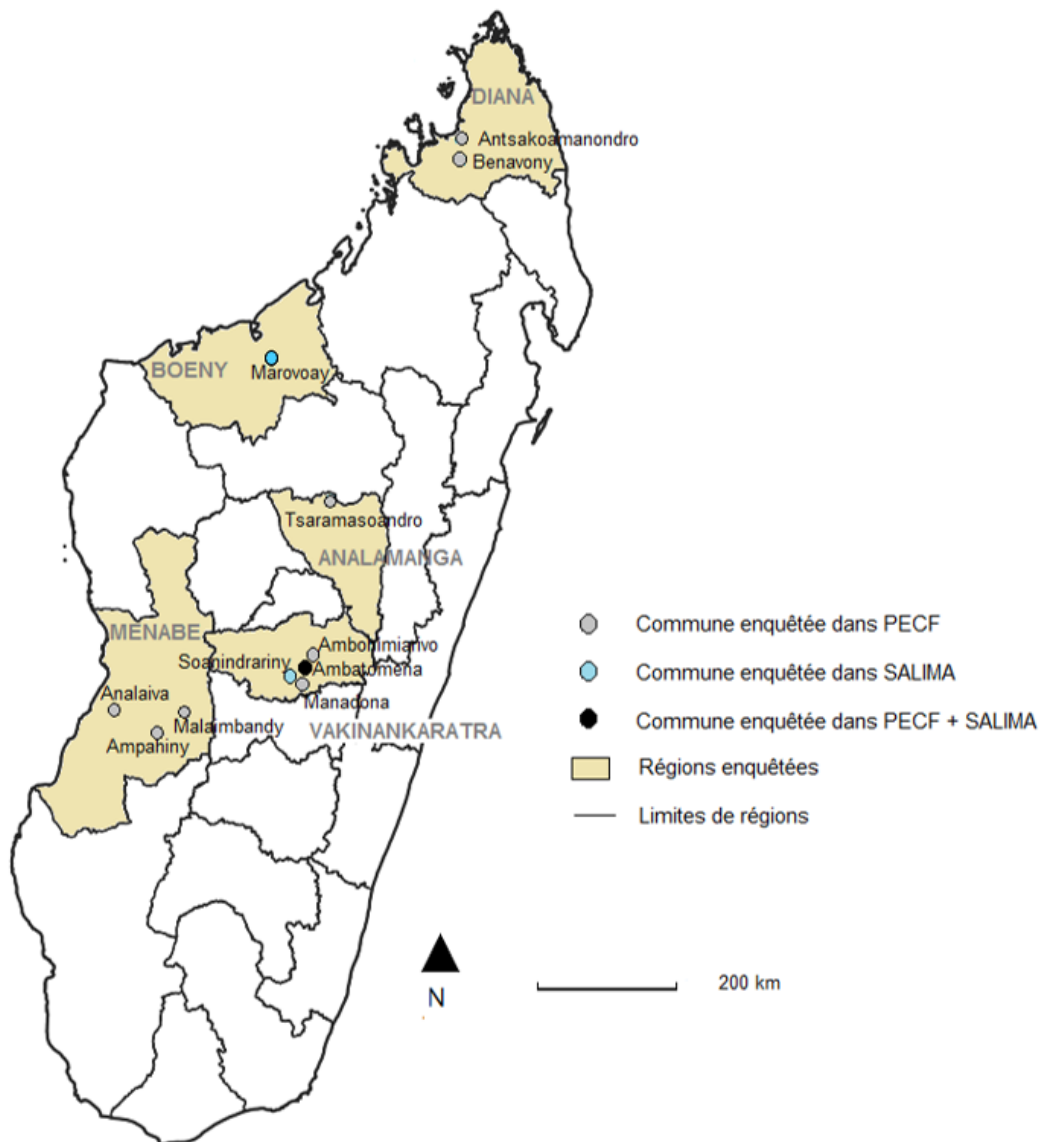 DIANA
Antsakoamanondro
Benavony
BOENY
Marovoay
Tsaramasoandro
ANALAMANGA
MENABE
Ambohimiarivo
Soanindrariny
Ambatomena
Manadona
Analaiva
Malaimbandy
Ampahiny
VAKINANKARATRA
Commune enquêtée dans PECF
Commune enquêtée dans SALIMA
Commune enquêtée dans PECF + SALIMA
Régions enquêtées
Limites de régions
N
200 km